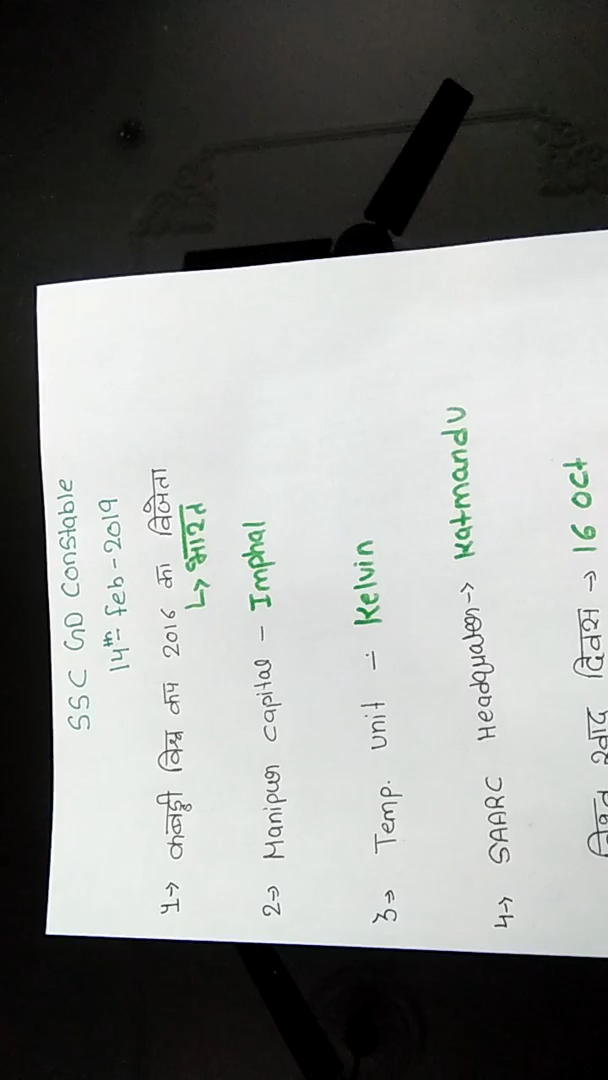 SSC GD Constable
14th feb-2019
1→ कबड्डी विश्व कप 2016 का विजेता
↳ भारत
2→ Manipur capital - Imphal
3→ Temp. unit ÷ Kelvin
4→ SAARC Headquater → Katmandu
दिवस → 16 Oct